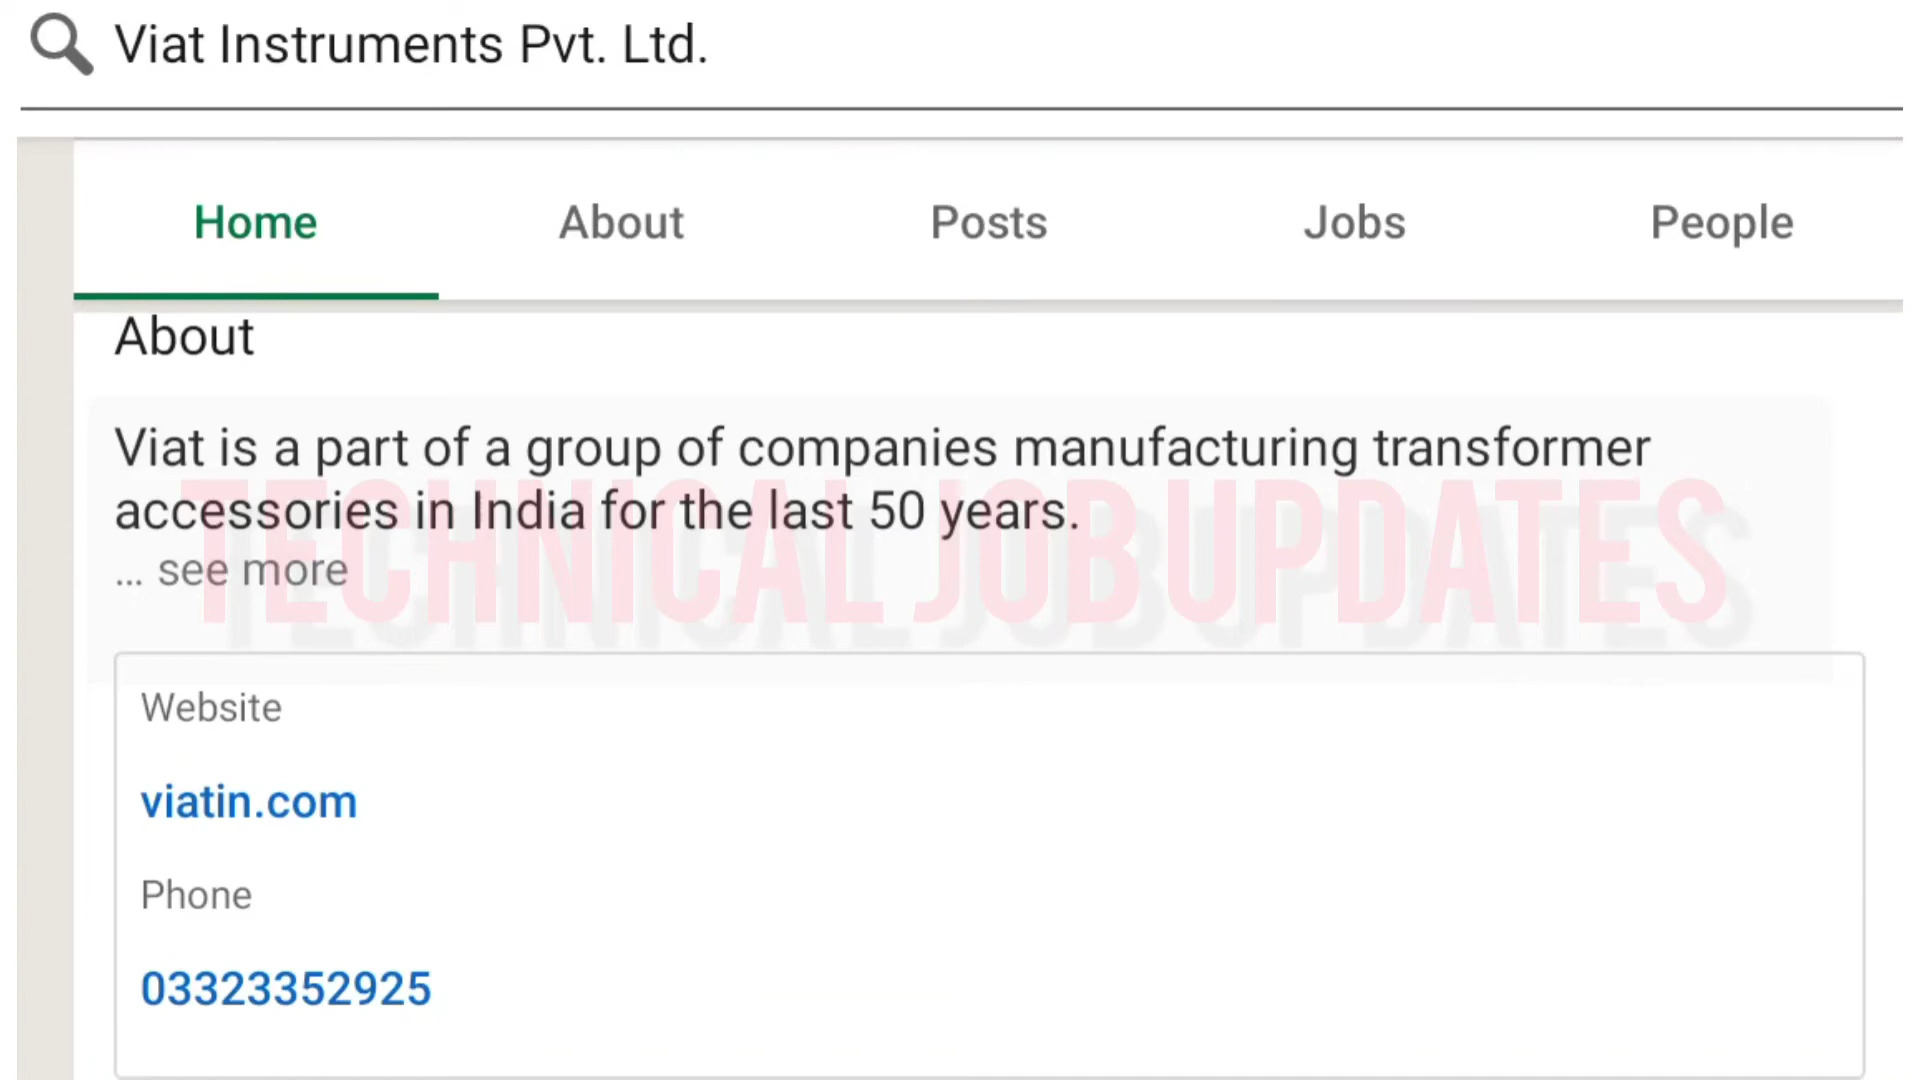 Viat Instruments Pvt. Ltd.
Home About Posts Jobs People
About
Viat is a part of a group of companies manufacturing transformer
accessories in India for the last 50 years.
... see more
TECHNICAL JOB UPDATES
Website
viatin.com
Phone
03323352925